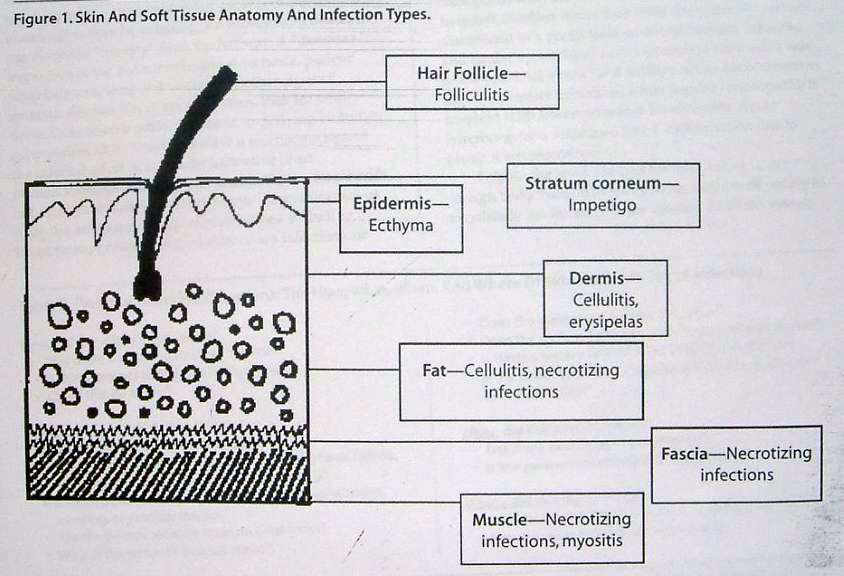 Figure 1. Skin And Soft Tissue Anatomy And Infection Types.
Hair Follicle—
Folliculitis
Stratum corneum—
Impetigo
Epidermis—
Ecthyma
Dermis—
Cellulitis,
erysipelas
Fat—Cellulitis, necrotizing
infections
Fascia—Necrotizing
infections
Muscle—Necrotizing
infections, myositis